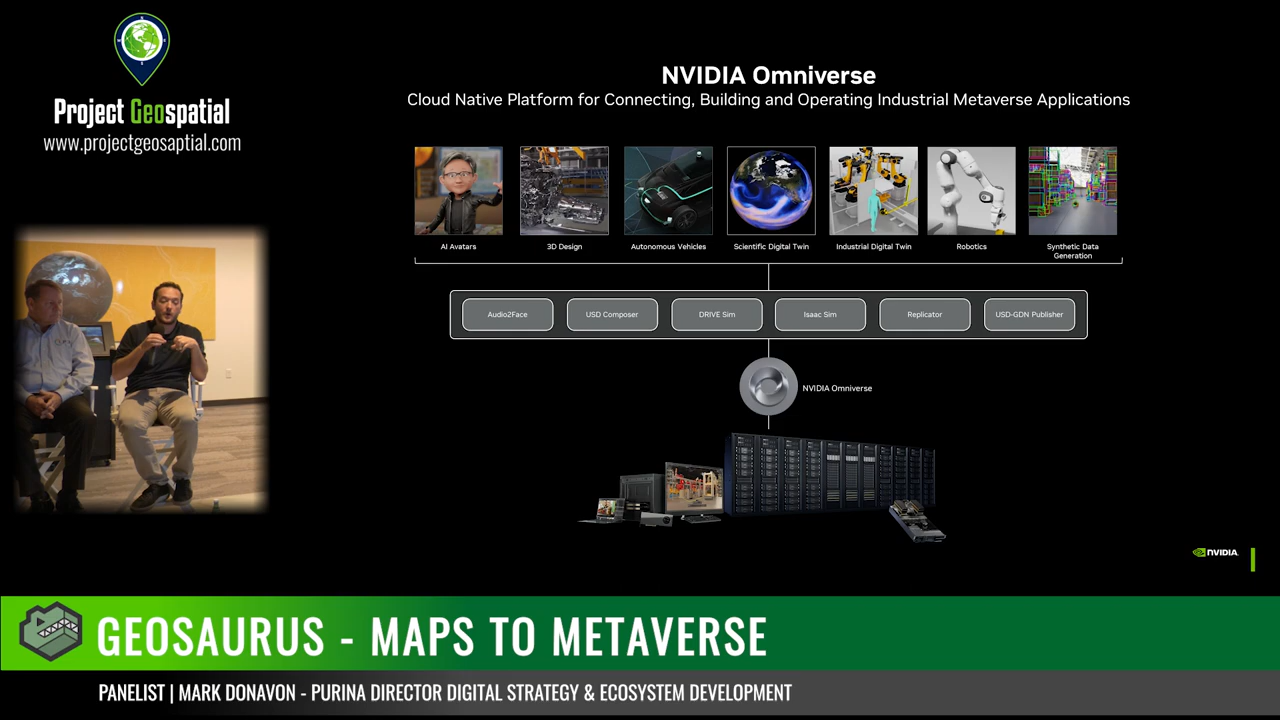 Project Geospatial
www.projectgeosaptial.com
NVIDIA Omniverse
Cloud Native Platform for Connecting, Building and Operating Industrial Metaverse Applications
AI Avatars
3D Design
Autonomous Vehicles
Scientific Digital Twin
Industrial Digital Twin
Robotics
Synthetic Data
Generation
Audio2Face
USD Composer
DRIVE Sim
Isaac Sim
Replicator
USD-GDN Publisher
NVIDIA Omniverse
NVIDIA.
GEOSAURUS - MAPS TO METAVERSE
PANELIST | MARK DONAVON - PURINA DIRECTOR DIGITAL STRATEGY & ECOSYSTEM DEVELOPMENT